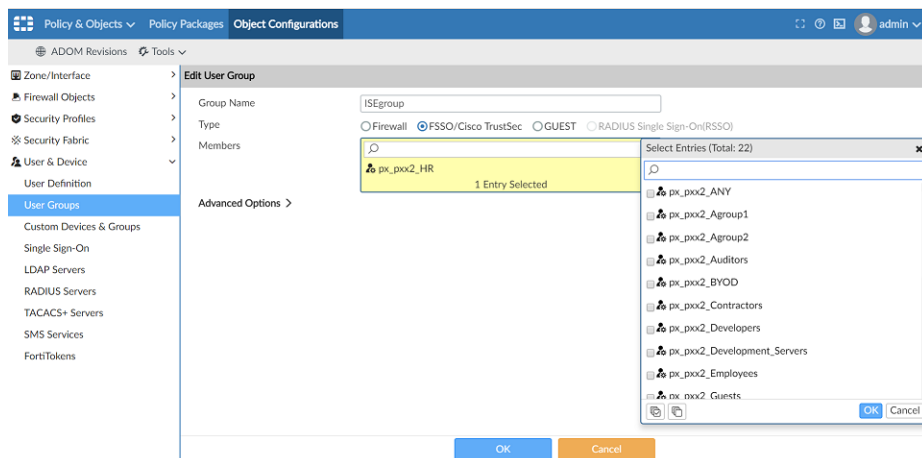 Policy & Objects Policy Packages Object Configurations admin
ADOM Revisions Tools
Zone/Interface
Firewall Objects
Security Profiles
Security Fabric
User & Device
User Definition
User Groups
Custom Devices & Groups
Single Sign-On
LDAP Servers
RADIUS Servers
TACACS+ Servers
SMS Services
FortiTokens
Edit User Group
Group Name ISEgroup
Type Firewall FSSO/Cisco TrustSec GUEST RADIUS Single Sign-On(RSSO)
Members
px_pxx2_HR
1 Entry Selected
Advanced Options >
Select Entries (Total: 22)
px_pxx2_ANY
px_pxx2_Agroup1
px_pxx2_Agroup2
px_pxx2_Auditors
px_pxx2_BYOD
px_pxx2_Contractors
px_pxx2_Developers
px_pxx2_Development_Servers
px_pxx2_Employees
px_pxx2_Guests
OK Cancel
OK Cancel